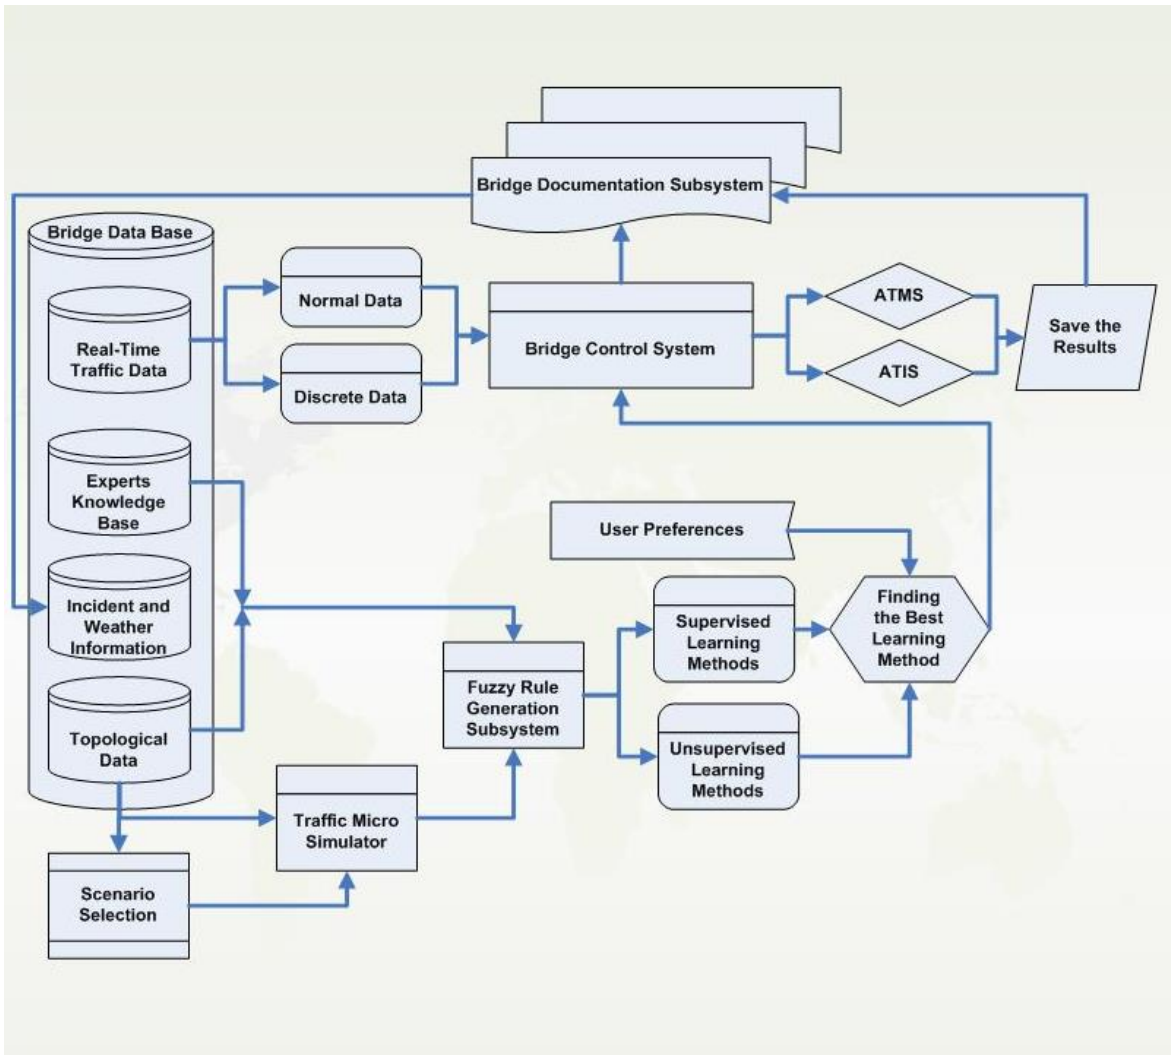 Bridge Documentation Subsystem
Bridge Data Base
Real-Time
Traffic Data
Normal Data
Discrete Data
Bridge Control System
ATMS
ATIS
Save the
Results
Experts
Knowledge
Base
Incident and
Weather
Information
Topological
Data
User Preferences
Supervised
Learning
Methods
Finding
the Best
Learning
Method
Fuzzy Rule
Generation
Subsystem
Unsupervised
Learning
Methods
Traffic Micro
Simulator
Scenario
Selection